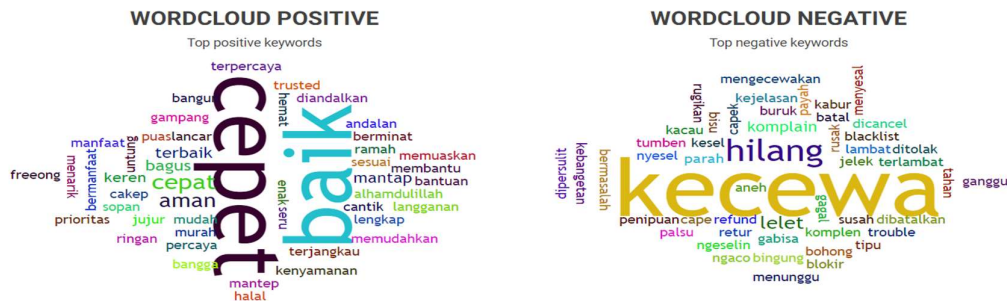 WORDCLOUD POSITIVE
Top positive keywords
terpercaya
trusted
bangun
hemat
diandalkan
gampang
andalan
puas
lancar
untung
berminat
manfaat
terbaik
ramah
menarik
bermanfaat
bagus
sesuai
memuaskan
freeong
keren
cepat
cepet
baik
membantu
mantap
bantuan
cakep
aman
enak
seru
alhamdulillah
sopan
cantik
langganan
prioritas
jujur
mudah
lengkap
ringan
murah
memudahkan
percaya
terjangkau
bangga
kenyamanan
mantep
halal
WORDCLOUD NEGATIVE
Top negative keywords
mengecewakan
menyesal
rugikan
kejelasan
payah
kabur
bisu
capek
buruk
batal
dicancel
kacau
komplain
rusak
blacklist
tumben
kesel
lambat
ditolak
nyesel
parah
hilang
jelek
terlambat
dipersulit
kebangetan
bermasalah
kecewa
aneh
tahan
ganggu
gagal
penipuan
cape
refund
lelet
susah
dibatalkan
palsu
retur
gabisa
komplen
trouble
ngeselin
bohong
tipu
ngaco
bingung
blokir
menunggu